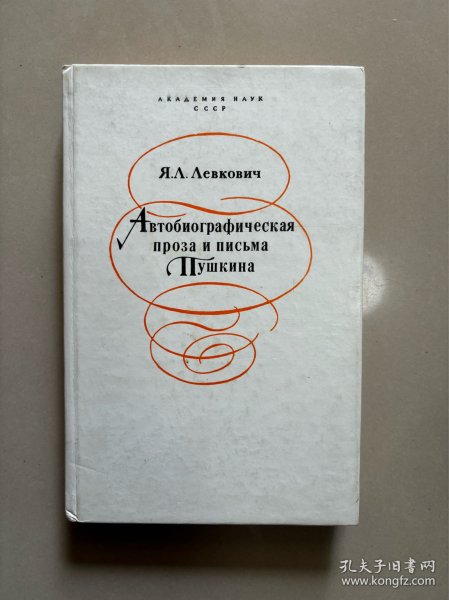 АКАДЕМИЯ НАУК
СССР
Я.Л. Левкович
Автобиографическая
проза и письма
Пушкина
孔夫子旧书网
www.kongfz.com